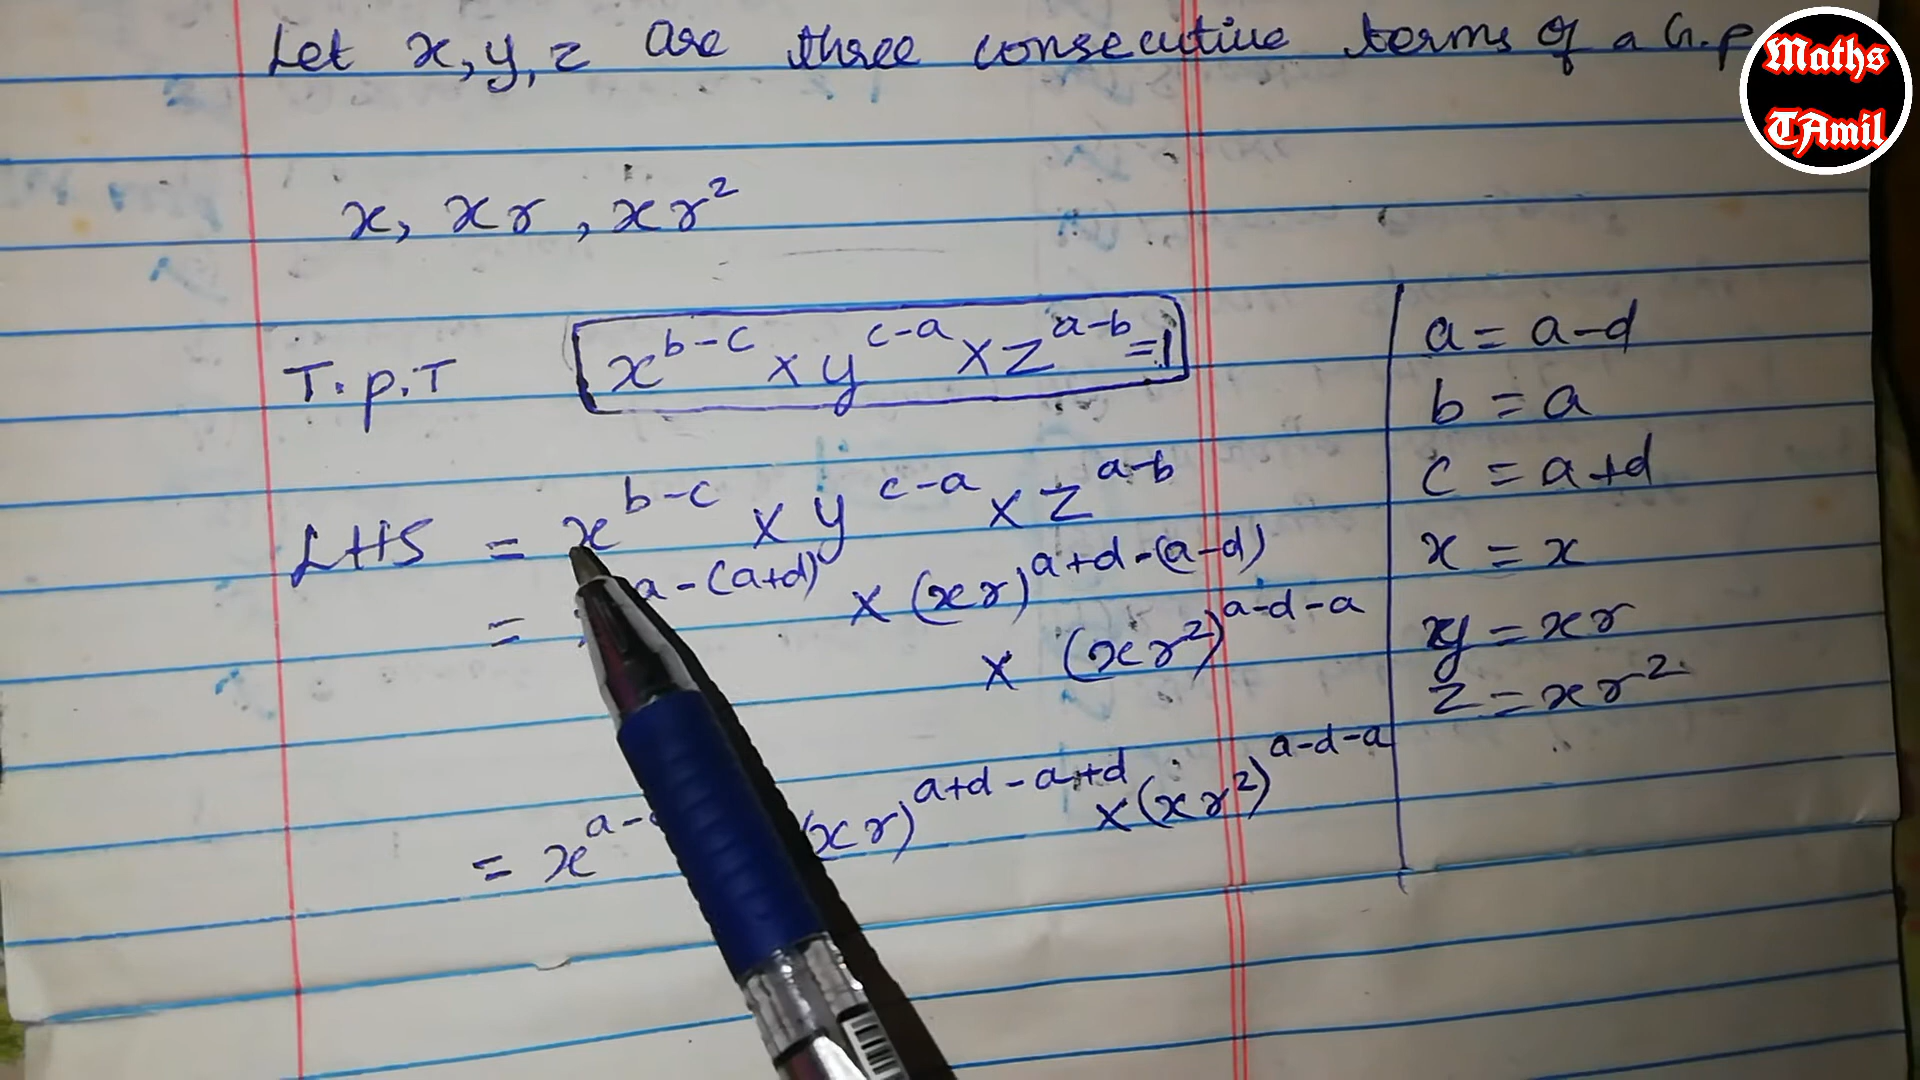 Let x, y, z are three consecutive terms of a G.p
Maths
TAmil
x, xr, xr²
T.p.T x^(b-c) × y^(c-a) × z^(a-b) = 1
LHS = x^(b-c) × y^(c-a) × z^(a-b)
= a-(a+d) × (xr)^(a+d-(a-d))
× (xr²)^(a-d-a)
= x^(a- (xr)^(a+d-a+d) × (xr²)^(a-d-a)
a = a-d
b = a
c = a+d
x = x
y = xr
z = xr²